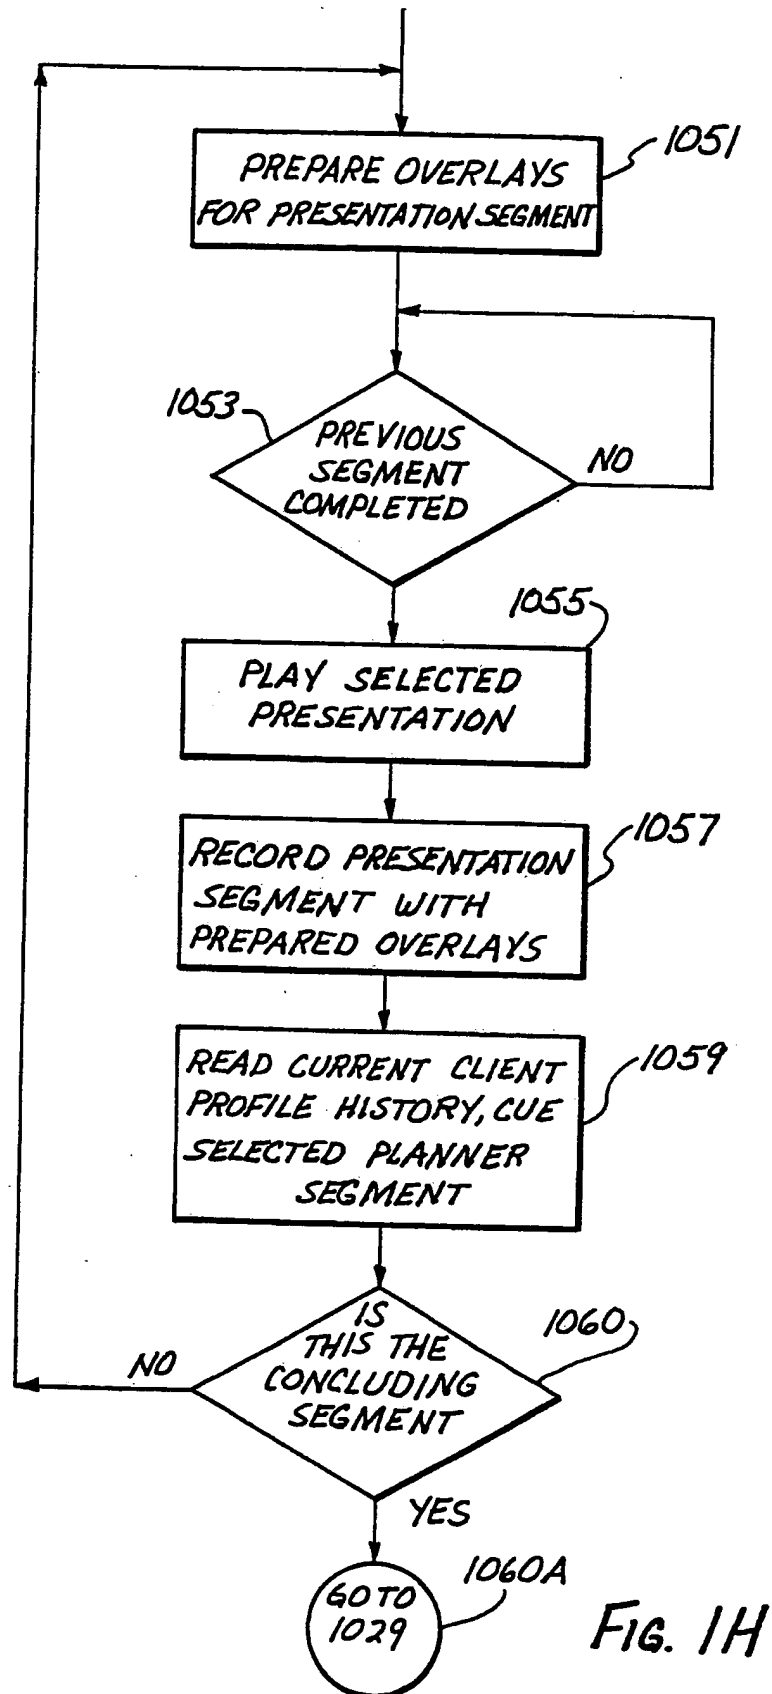 1051
PREPARE OVERLAYS
FOR PRESENTATION SEGMENT
1053
PREVIOUS
SEGMENT
COMPLETED
NO
1055
PLAY SELECTED
PRESENTATION
1057
RECORD PRESENTATION
SEGMENT WITH
PREPARED OVERLAYS
1059
READ CURRENT CLIENT
PROFILE HISTORY, CUE
SELECTED PLANNER
SEGMENT
1060
IS
THIS THE
CONCLUDING
SEGMENT
NO
YES
1060A
GO TO
1029
FIG. 1H